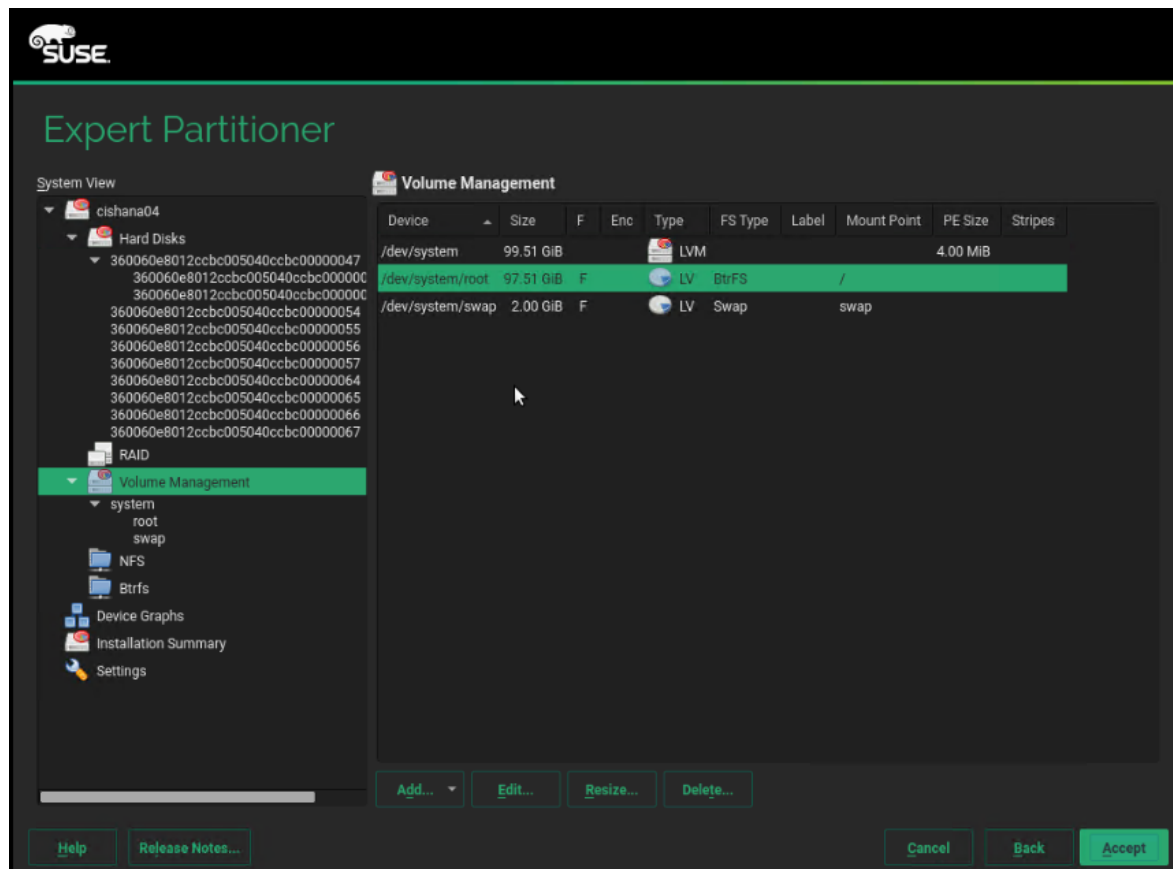 SUSE.
Expert Partitioner
System View
cishana04
Hard Disks
360060e8012ccbc005040ccbc00000047
360060e8012ccbc005040ccbc000000
360060e8012ccbc005040ccbc000000
360060e8012ccbc005040ccbc00000054
360060e8012ccbc005040ccbc00000055
360060e8012ccbc005040ccbc00000056
360060e8012ccbc005040ccbc00000057
360060e8012ccbc005040ccbc00000064
360060e8012ccbc005040ccbc00000065
360060e8012ccbc005040ccbc00000066
360060e8012ccbc005040ccbc00000067
RAID
Volume Management
system
root
swap
NFS
Btrfs
Device Graphs
Installation Summary
Settings
Volume Management
Device Size F Enc Type FS Type Label Mount Point PE Size Stripes
/dev/system 99.51 GiB LVM 4.00 MiB
/dev/system/root 97.51 GiB F LV BtrFS /
/dev/system/swap 2.00 GiB F LV Swap swap
Add... Edit... Resize... Delete...
Help Release Notes... Cancel Back Accept